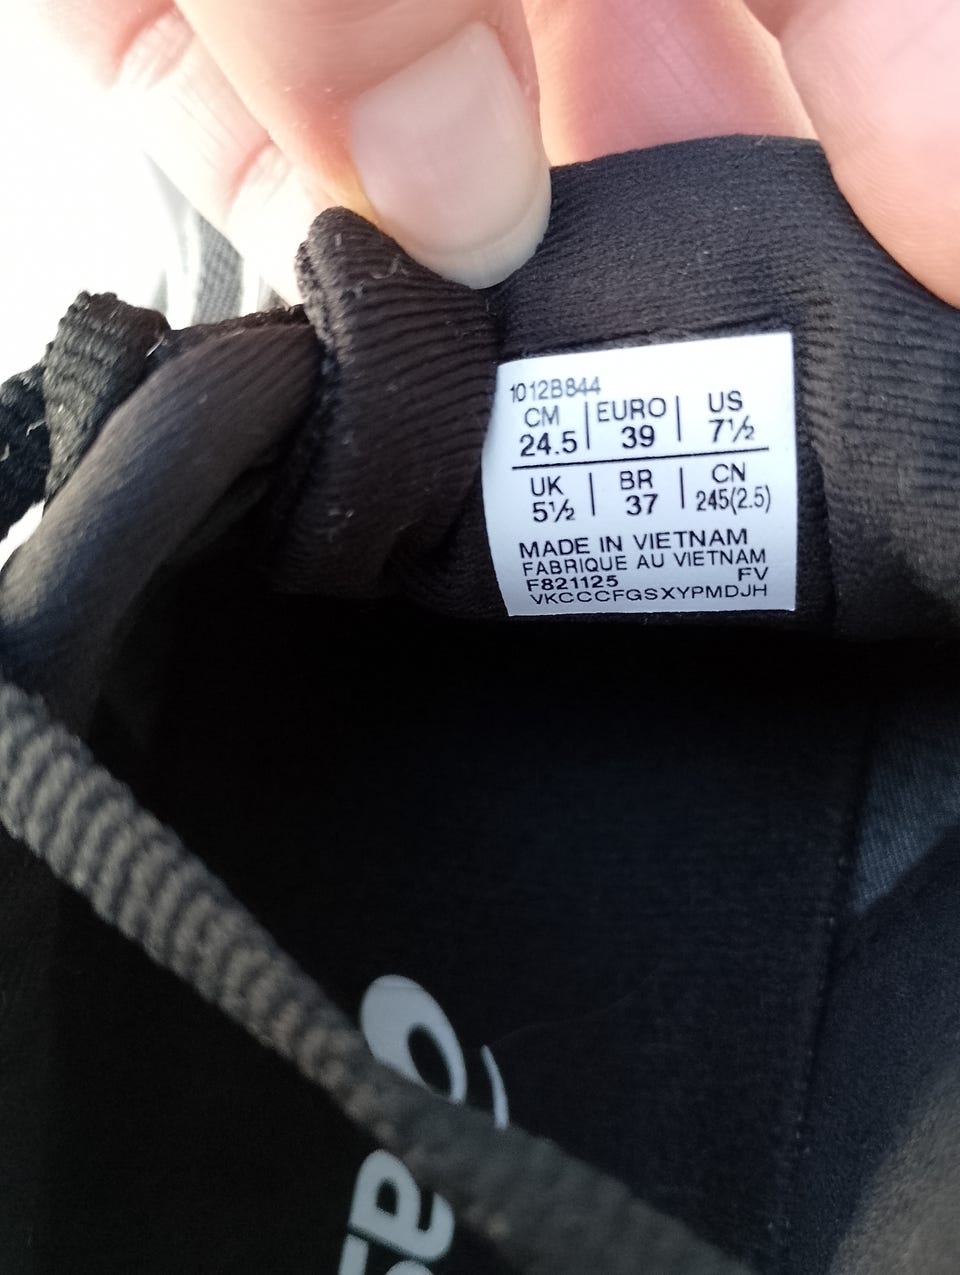 1012B844
CM | EURO | US
24.5 | 39 | 7½
UK | BR | CN
5½ | 37 | 245(2.5)
MADE IN VIETNAM
FABRIQUE AU VIETNAM
F821125 FV
VKCCCFGSXYPMDJH